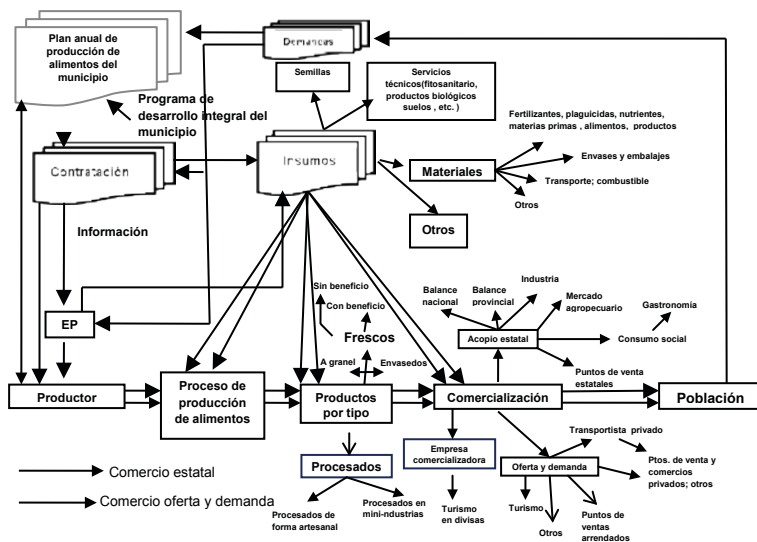 Plan anual de
producción de
alimentos del
municipio
Demandas
Semillas
Servicios
técnicos(fitosanitario,
productos biológicos
suelos , etc. )
Programa de
desarrollo integral del
municipio
Fertilizantes, plaguicidas, nutrientes,
materias primas , alimentos, productos
Contratación
Insumos
Materiales
Envases y embalajes
Transporte; combustible
Otros
Otros
Información
Sin beneficio
Con beneficio
Frescos
A granel
Envasados
Balance
nacional
Balance
provincial
Industria
Mercado
agropecuario
Gastronomía
Acopio estatal
Consumo social
Puntos de venta
estatales
EP
Productor
Proceso de
producción
de alimentos
Productos
por tipo
Comercialización
Población
Procesados
Procesados de
forma artesanal
Procesados en
mini-industrias
Empresa
comercializadora
Turismo
en divisas
Transportista privado
Oferta y demanda
Ptos. de venta y
comercios
privados; otros
Turismo
Otros
Puntos de
ventas
arrendados
Comercio estatal
Comercio oferta y demanda